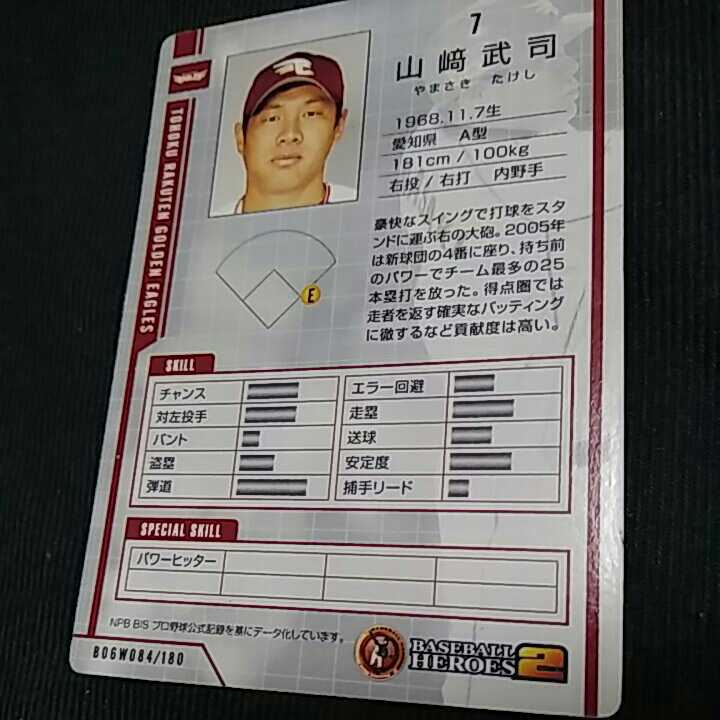 7
山﨑武司
やまさき たけし
1968.11.7生
愛知県 A型
181cm / 100kg
右投 / 右打 内野手
豪快なスイングで打球をスタ
ンドに運ぶ右の大砲。2005年
は新球団の4番に座り、持ち前
のパワーでチーム最多の25
本塁打を放った。得点圏では
走者を返す確実なバッティング
に徹するなど貢献度は高い。
TOHOKU RAKUTEN GOLDEN EAGLES
E
SKILL
チャンス
対左投手
バント
盗塁
弾道
エラー回避
走塁
送球
安定度
捕手リード
SPECIAL SKILL
パワーヒッター
NPB BIS プロ野球公式記録を基にデータ化しています。
B06W084/180
BASEBALL
HEROES 2